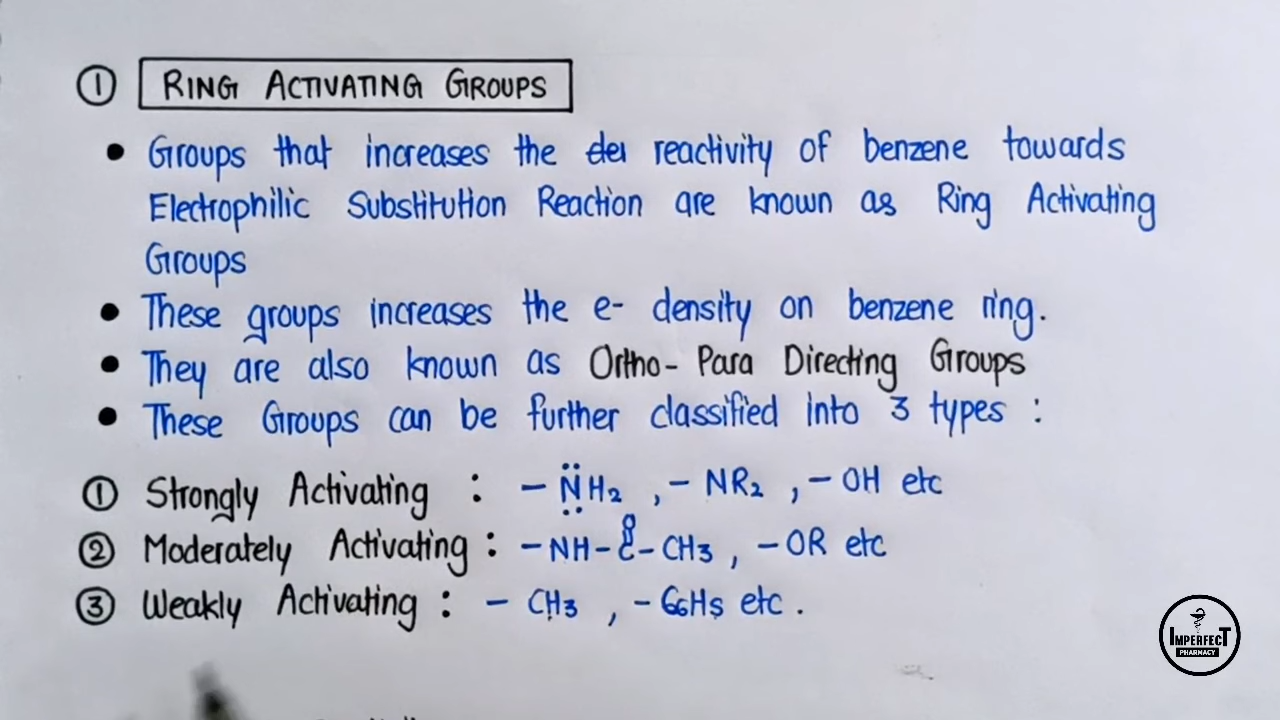 ① RING ACTIVATING GROUPS
• Groups that increases the reactivity of benzene towards
Electrophilic Substitution Reaction are known as Ring Activating
Groups
• These groups increases the e- density on benzene ring.
• They are also known as Ortho- Para Directing Groups
• These Groups can be further classified into 3 types :
① Strongly Activating : - N̈H₂ , - NR₂ , - OH etc
O
② Moderately Activating : - N̈H - C - CH₃ , - OR etc
③ Weakly Activating : - CH₃ , - C₆H₅ etc .
IMPERFECT
PHARMACY